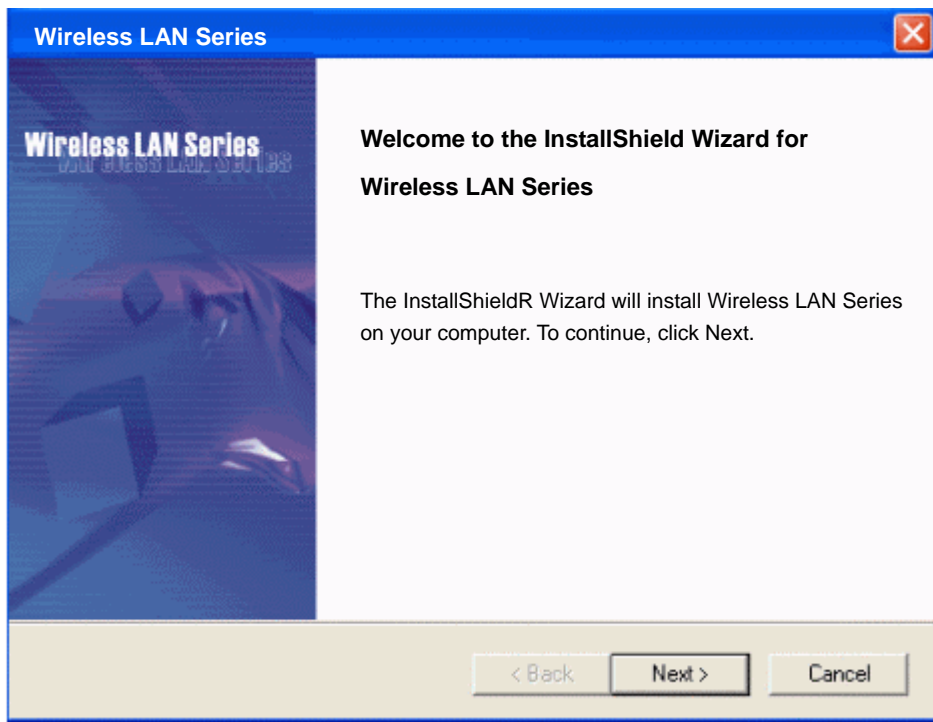 Wireless LAN Series
Wireless LAN Series
Welcome to the InstallShield Wizard for
Wireless LAN Series
The InstallShieldR Wizard will install Wireless LAN Series
on your computer. To continue, click Next.
< Back
Next >
Cancel